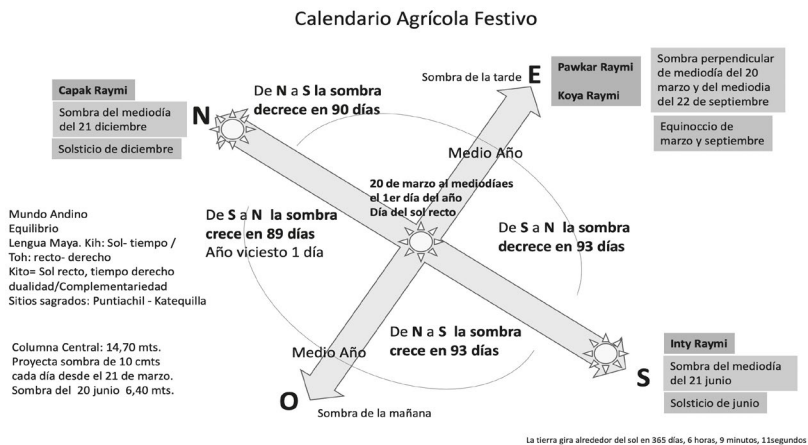 Calendario Agrícola Festivo
Capak Raymi
Sombra del mediodía
del 21 diciembre
Solsticio de diciembre
N
De N a S la sombra
decrece en 90 días
Sombra de la tarde
E
Pawkar Raymi
Koya Raymi
Sombra perpendicular
de mediodía del 20
marzo y del mediodia
del 22 de septiembre
Equinoccio de
marzo y septiembre
Medio Año
20 de marzo al mediodíaes
el 1er día del año
Día del sol recto
De S a N la sombra
crece en 89 días
Año viciesto 1 día
De S a N la sombra
decrece en 93 días
Mundo Andino
Equilibrio
Lengua Maya. Kih: Sol- tiempo /
Toh: recto- derecho
Kito= Sol recto, tiempo derecho
dualidad/Complementariedad
Sitios sagrados: Puntiachil - Katequilla
De N a S la sombra
crece en 93 días
Medio Año
O
Sombra de la mañana
Columna Central: 14,70 mts.
Proyecta sombra de 10 cmts
cada día desde el 21 de marzo.
Sombra del 20 junio 6,40 mts.
S
Inty Raymi
Sombra del mediodía
del 21 junio
Solsticio de junio
La tierra gira alrededor del sol en 365 días, 6 horas, 9 minutos, 11segundos